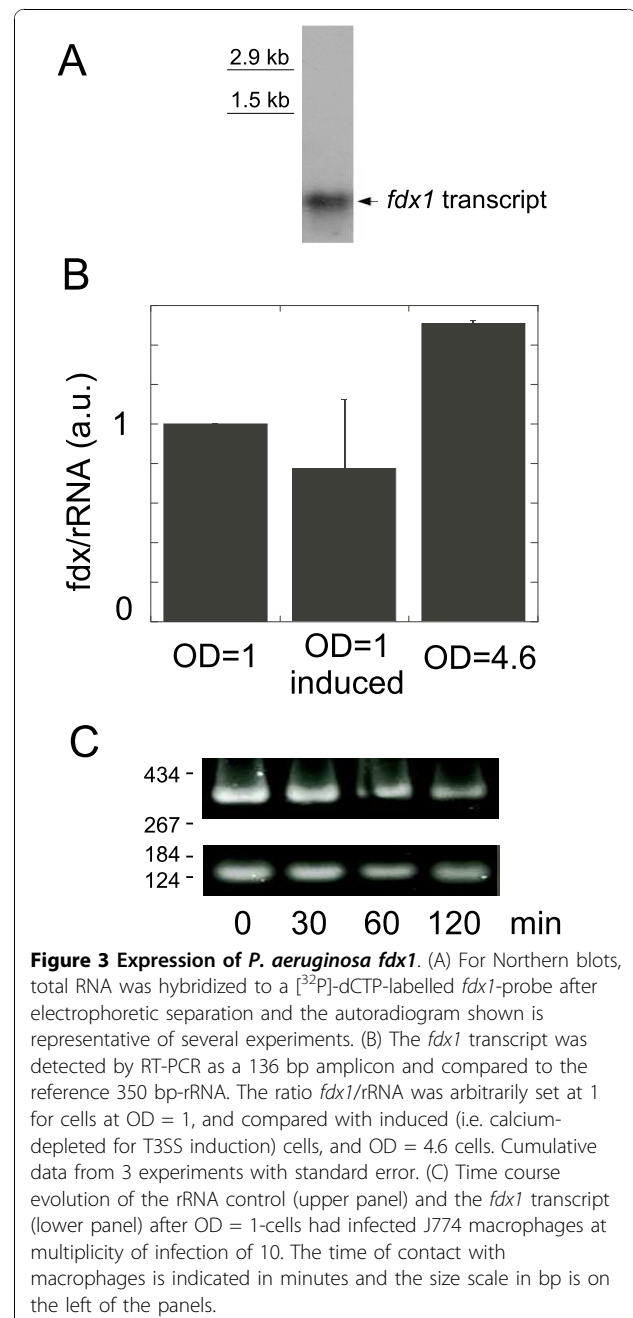 A
2.9 kb
1.5 kb
fdx1 transcript
B
fdx/rRNA (a.u.)
1
0
OD=1
OD=1
induced
OD=4.6
C
434 -
267 -
184 -
124 -
0 30 60 120 min
Figure 3 Expression of P. aeruginosa fdx1. (A) For Northern blots,
total RNA was hybridized to a [32P]-dCTP-labelled fdx1-probe after
electrophoretic separation and the autoradiogram shown is
representative of several experiments. (B) The fdx1 transcript was
detected by RT-PCR as a 136 bp amplicon and compared to the
reference 350 bp-rRNA. The ratio fdx1/rRNA was arbitrarily set at 1
for cells at OD = 1, and compared with induced (i.e. calcium-
depleted for T3SS induction) cells, and OD = 4.6 cells. Cumulative
data from 3 experiments with standard error. (C) Time course
evolution of the rRNA control (upper panel) and the fdx1 transcript
(lower panel) after OD = 1-cells had infected J774 macrophages at
multiplicity of infection of 10. The time of contact with
macrophages is indicated in minutes and the size scale in bp is on
the left of the panels.